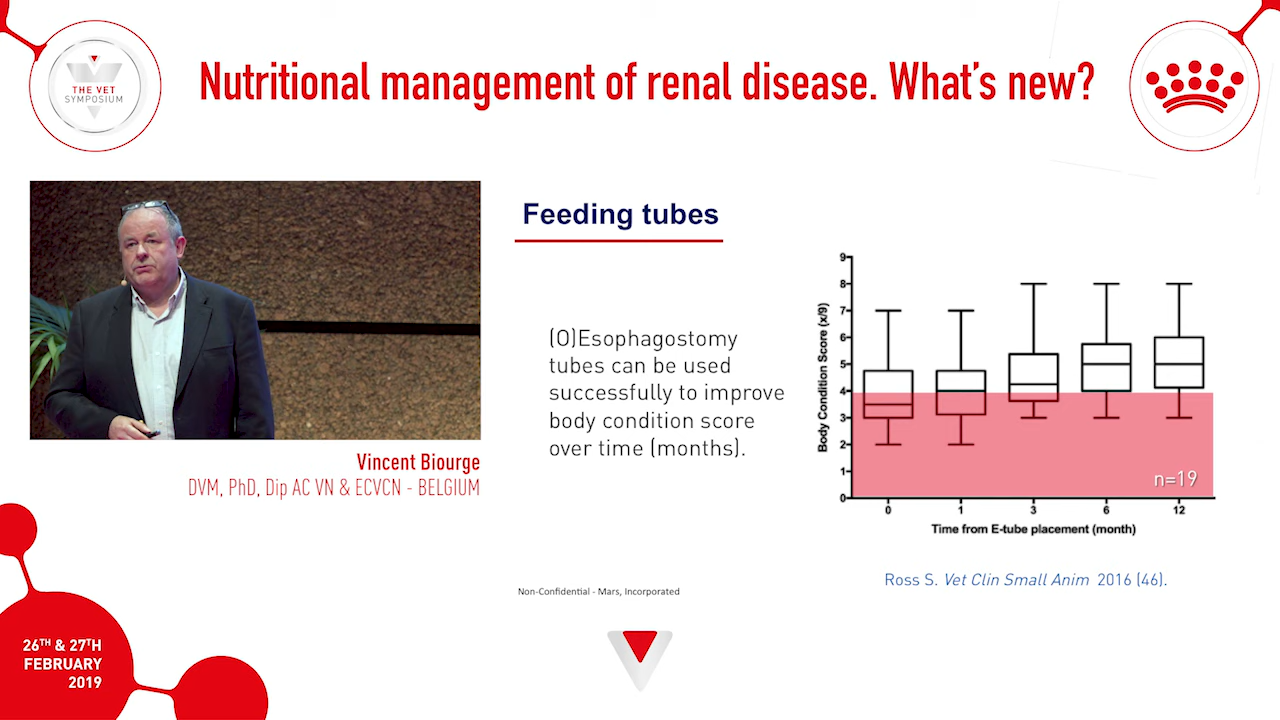 THE VET
SYMPOSIUM
Nutritional management of renal disease. What's new?
Vincent Biourge
DVM, PhD, Dip AC VN & ECVCN - BELGIUM
Feeding tubes
(O)Esophagostomy
tubes can be used
successfully to improve
body condition score
over time (months).
Body Condition Score (x/9)
9
8
7
6
5
4
3
2
1
0
n=19
0 1 3 6 12
Time from E-tube placement (month)
Ross S. Vet Clin Small Anim 2016 (46).
Non-Confidential - Mars, Incorporated
26TH & 27TH
FEBRUARY
2019